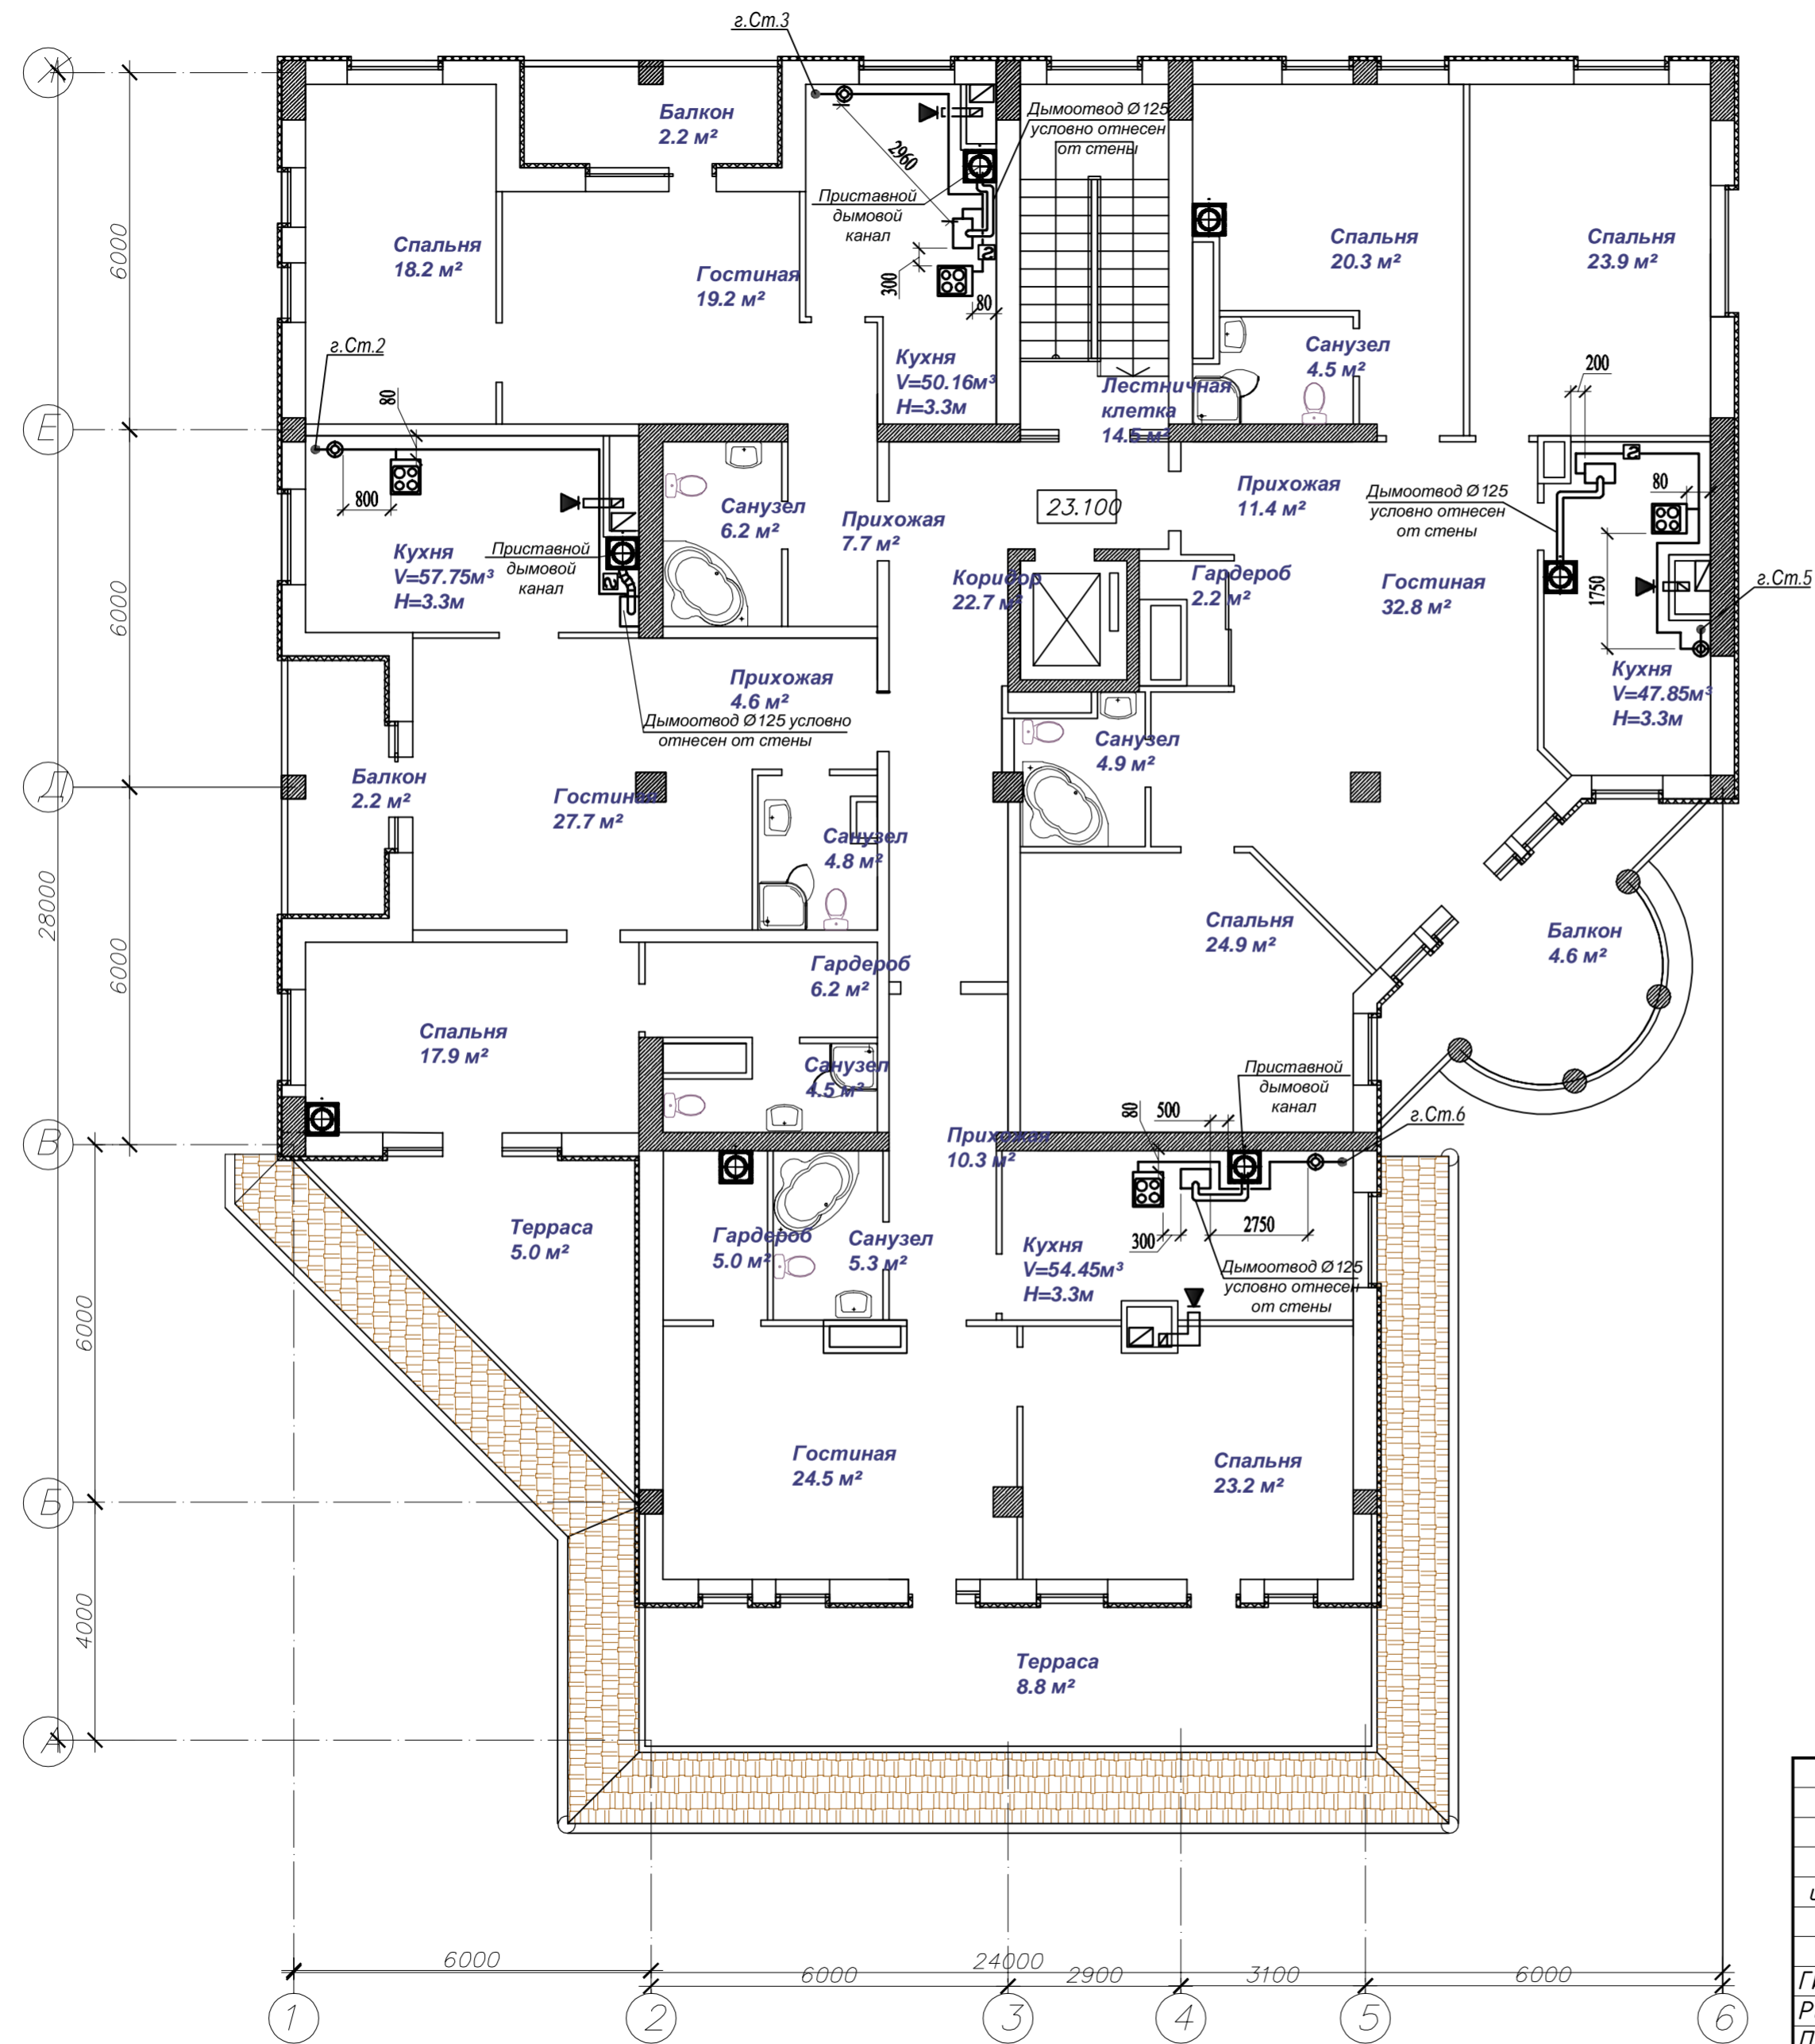 г.Ст.3
Ж
Балкон
2.2 м²
Дымоотвод Ø125
условно отнесен
от стены
2960
Приставной
дымовой
канал
300
80
Спальня
18.2 м²
Гостиная
19.2 м²
Спальня
20.3 м²
Спальня
23.9 м²
6000
г.Ст.2
Кухня
V=50.16м³
H=3.3м
Санузел
4.5 м²
Лестничная
клетка
14.5 м²
200
80
Е
800
Кухня
V=57.75м³
H=3.3м
Приставной
дымовой
канал
Санузел
6.2 м²
Прихожая
7.7 м²
23.100
Прихожая
11.4 м²
Дымоотвод Ø125
условно отнесен
от стены
80
1750
г.Ст.5
Коридор
22.7 м²
Гардероб
2.2 м²
Гостиная
32.8 м²
6000
Кухня
V=47.85м³
H=3.3м
Прихожая
4.6 м²
Дымоотвод Ø125 условно
отнесен от стены
Санузел
4.9 м²
Д
Балкон
2.2 м²
Гостиная
27.7 м²
Санузел
4.8 м²
28000
6000
Спальня
24.9 м²
Балкон
4.6 м²
Гардероб
6.2 м²
Спальня
17.9 м²
Санузел
4.5 м²
Приставной
дымовой
канал
80
500
г.Ст.6
В
Прихожая
10.3 м²
Терраса
5.0 м²
Гардероб
5.0 м²
Санузел
5.3 м²
Кухня
V=54.45м³
H=3.3м
300
2750
Дымоотвод Ø125
условно отнесен
от стены
6000
Гостиная
24.5 м²
Спальня
23.2 м²
Б
4000
Терраса
8.8 м²
А
6000
24000
6000
2900
3100
6000
1
2
3
4
5
6